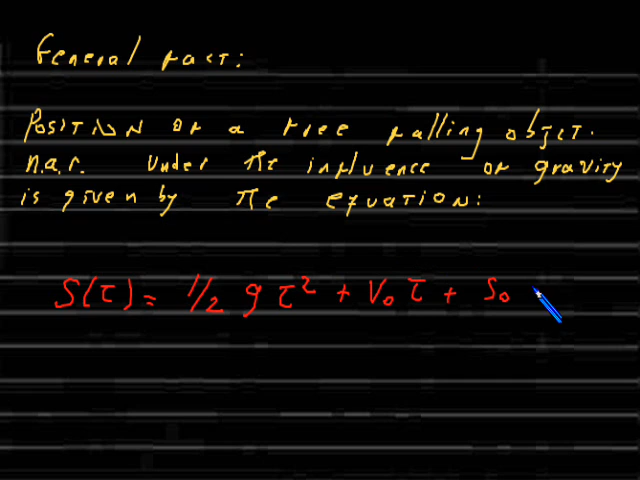 General fact:
Position of a free falling objct.
n.a.r. under the influence of gravity
is given by the equation:
S(t) = 1/2 g t² + V₀ t + S₀